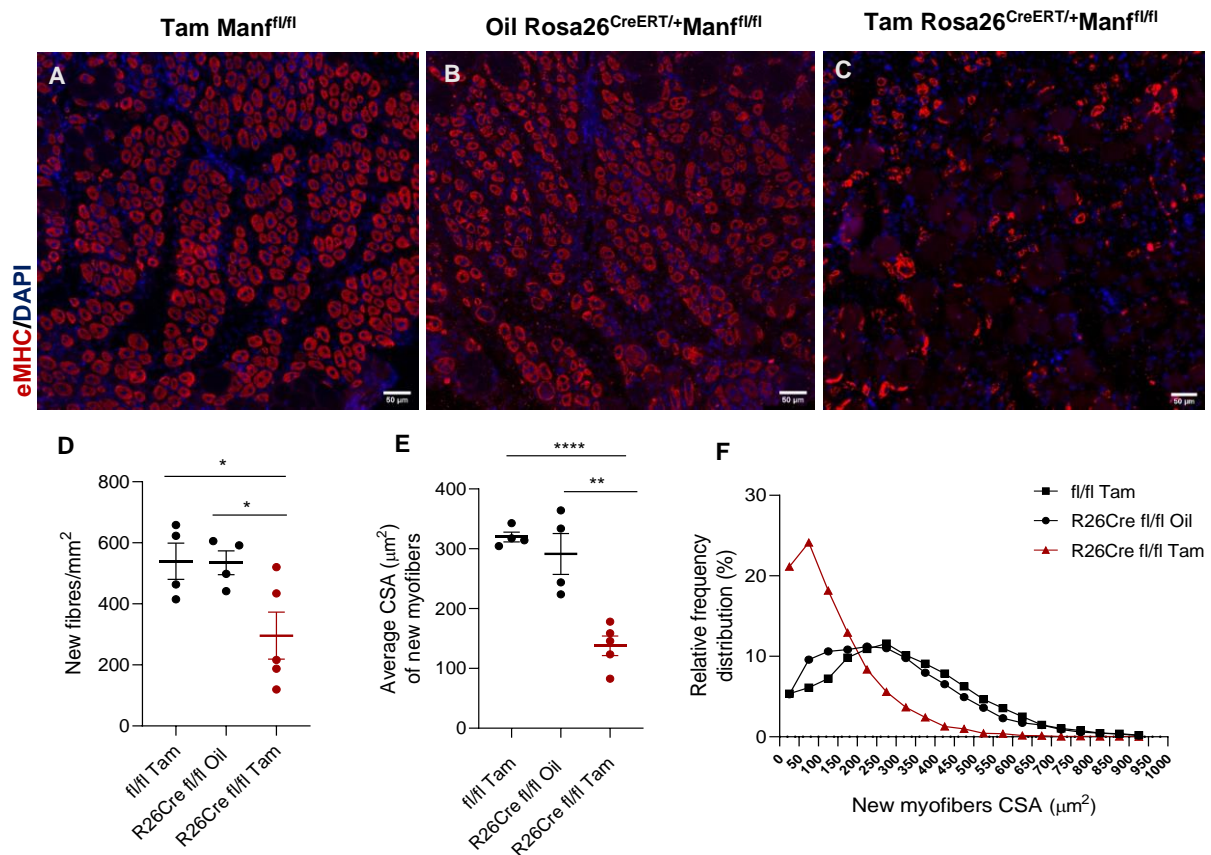 Tam Manf^fl/fl
Oil Rosa26^CreERT/+Manf^fl/fl
Tam Rosa26^CreERT/+Manf^fl/fl
eMHC/DAPI
A
B
C
50 µm
50 µm
50 µm
D
*
*
800
600
400
200
0
New fibres/mm²
fl/fl Tam
R26Cre fl/fl Oil
R26Cre fl/fl Tam
E
****
**
400
300
200
100
0
Average CSA (µm²)
of new myofibers
fl/fl Tam
R26Cre fl/fl Oil
R26Cre fl/fl Tam
F
fl/fl Tam
R26Cre fl/fl Oil
R26Cre fl/fl Tam
30
20
10
0
Relative frequency
distribution (%)
0 50 100 150 200 250 300 350 400 450 500 550 600 650 700 750 800 850 900 950 1000
New myofibers CSA (µm²)